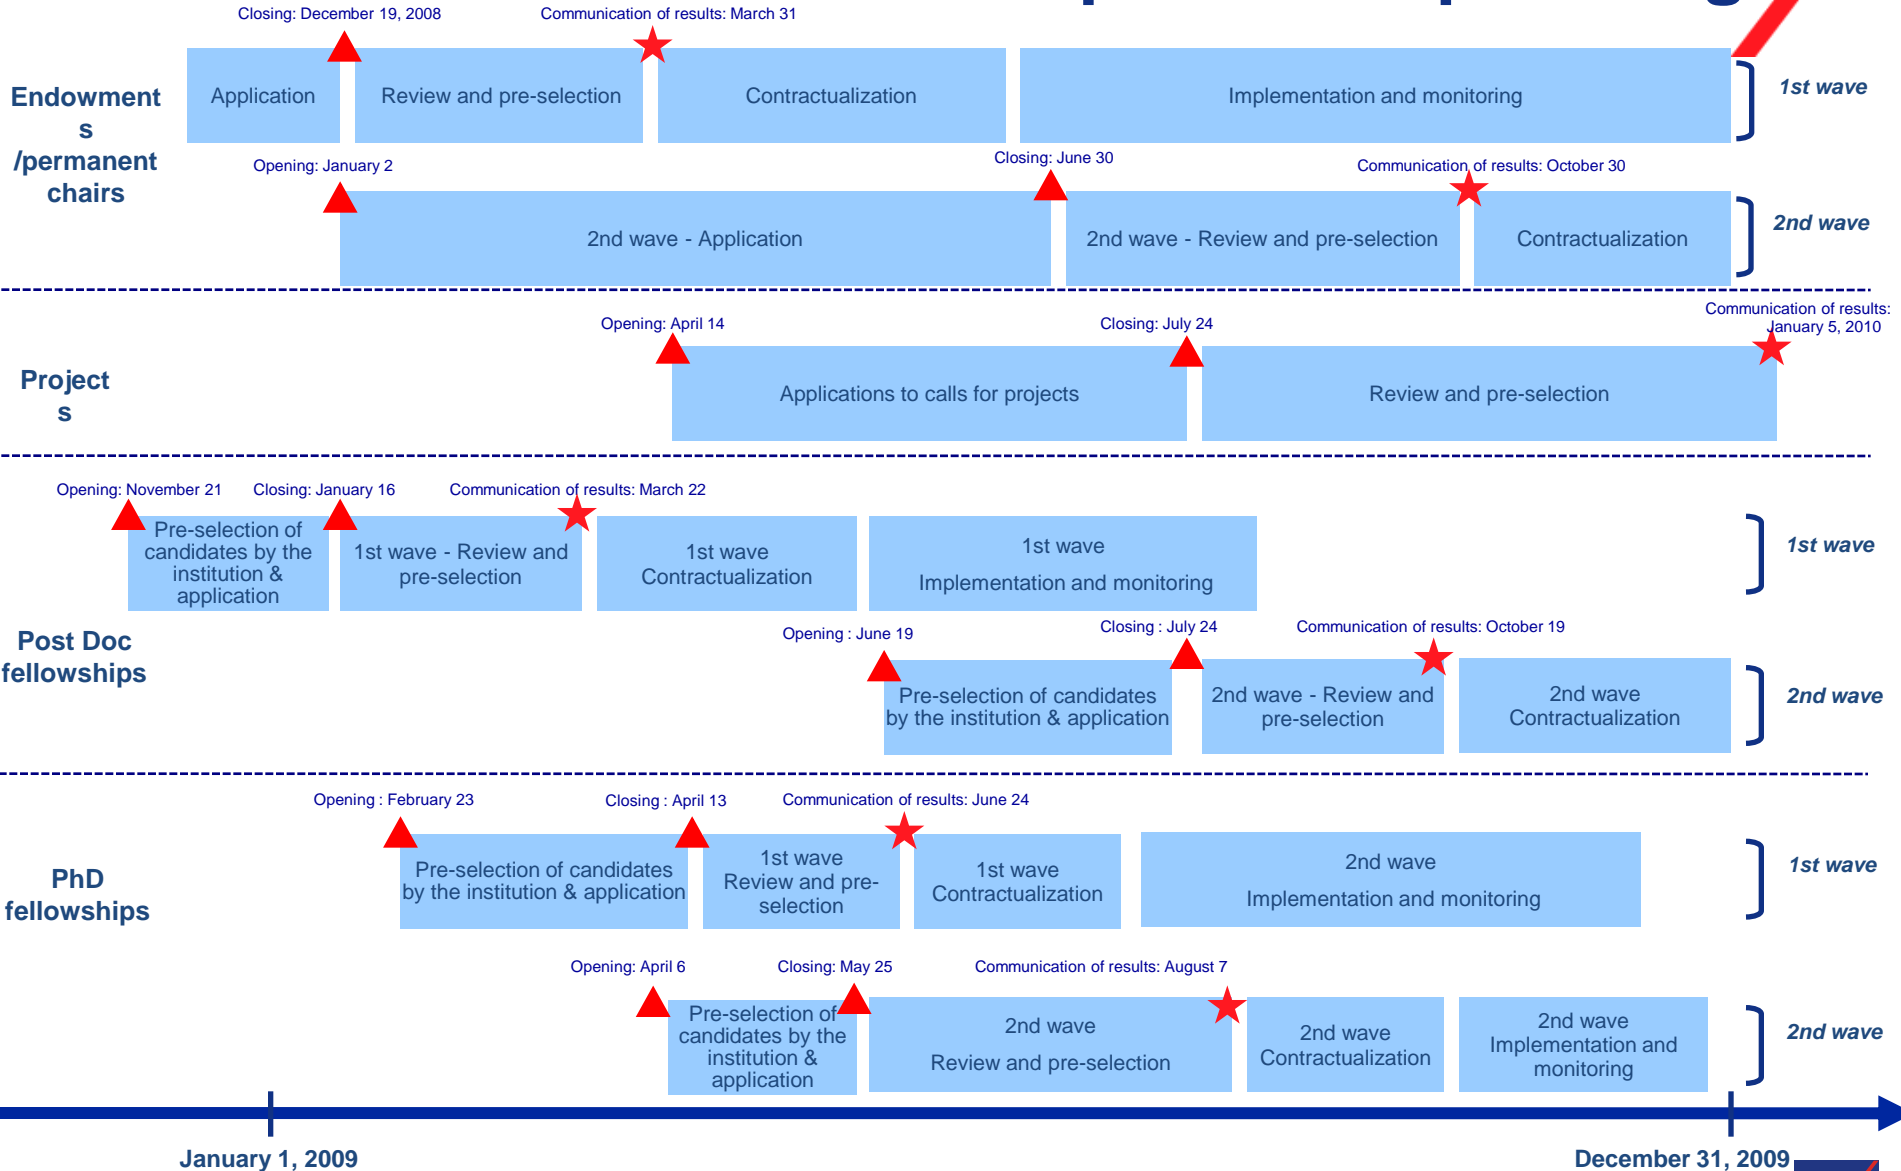 Closing: December 19, 2008
Communication of results: March 31
Endowment
s
/permanent
chairs
Application
Review and pre-selection
Contractualization
Implementation and monitoring
1st wave
Opening: January 2
Closing: June 30
Communication of results: October 30
2nd wave - Application
2nd wave - Review and pre-selection
Contractualization
2nd wave
Opening: April 14
Closing: July 24
Communication of results:
January 5, 2010
Project
s
Applications to calls for projects
Review and pre-selection
Opening: November 21
Closing: January 16
Communication of results: March 22
Pre-selection of
candidates by the
institution &
application
1st wave - Review and
pre-selection
1st wave
Contractualization
1st wave
Implementation and monitoring
1st wave
Post Doc
fellowships
Opening : June 19
Closing : July 24
Communication of results: October 19
Pre-selection of candidates
by the institution & application
2nd wave - Review and
pre-selection
2nd wave
Contractualization
2nd wave
Opening : February 23
Closing : April 13
Communication of results: June 24
PhD
fellowships
Pre-selection of candidates
by the institution & application
1st wave
Review and pre-
selection
1st wave
Contractualization
2nd wave
Implementation and monitoring
1st wave
Opening: April 6
Closing: May 25
Communication of results: August 7
Pre-selection of
candidates by the
institution &
application
2nd wave
Review and pre-selection
2nd wave
Contractualization
2nd wave
Implementation and
monitoring
2nd wave
January 1, 2009
December 31, 2009